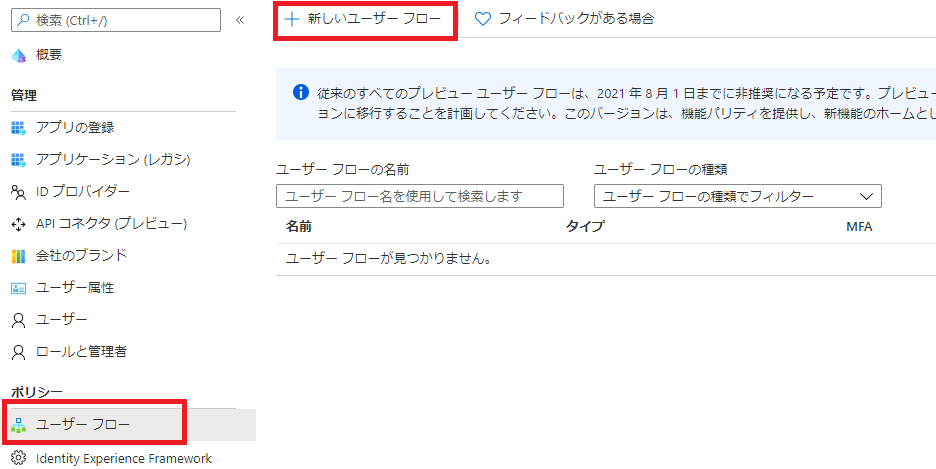 検索 (Ctrl+/)
«
概要
管理
アプリの登録
アプリケーション (レガシ)
ID プロバイダー
API コネクタ (プレビュー)
会社のブランド
ユーザー属性
ユーザー
ロールと管理者
ポリシー
ユーザー フロー
Identity Experience Framework
新しいユーザー フロー
フィードバックがある場合
従来のすべてのプレビュー ユーザー フローは、2021 年 8 月 1 日までに非推奨になる予定です。プレビュー
ョンに移行することを計画してください。このバージョンは、機能パリティを提供し、新機能のホームとし
ユーザー フローの名前
ユーザー フローの種類
ユーザー フロー名を使用して検索します
ユーザー フローの種類でフィルター
名前 タイプ MFA
ユーザー フローが見つかりません。